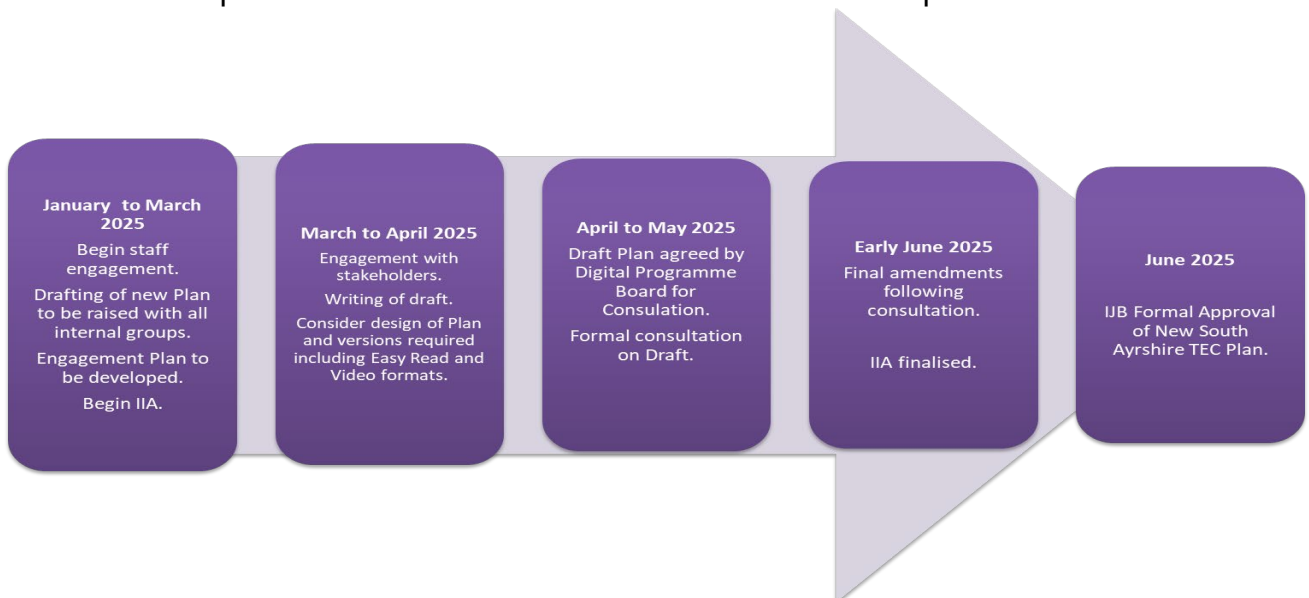 January  to March
2025
Begin staff
engagement.
Drafting of new Plan
to be raised with all
internal groups.
Engagement Plan to
be developed.
Begin IIA.
March to April 2025
Engagement with
stakeholders.
Writing of draft.
Consider design of Plan
and versions required
including Easy Read and
Video formats.
April to May 2025
Draft Plan agreed by
Digital Programme
Board for
Consulation.
Formal consultation
on Draft.
Early June 2025
Final amendments
following
consultation.
IIA finalised.
June 2025
IJB Formal Approval
of New South
Ayrshire TEC Plan.